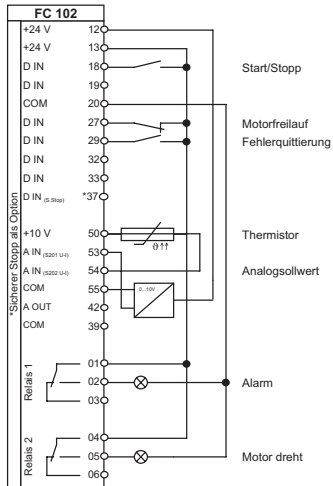 FC 102
+24 V 12
+24 V 13
D IN 18 Start/Stopp
D IN 19
COM 20
D IN 27 Motorfreilauf
D IN 29 Fehlerquittierung
D IN 32
D IN 33
D IN (S.Stop) *37
*Sicherer Stopp als Option
+10 V 50 Thermistor
ϑ↑↑
A IN (S201 U-I) 53
A IN (S202 U-I) 54 Analogsollwert
COM 55
0...10V
A OUT 42
COM 39
Relais 1
01
02 Alarm
03
Relais 2
04
05 Motor dreht
06